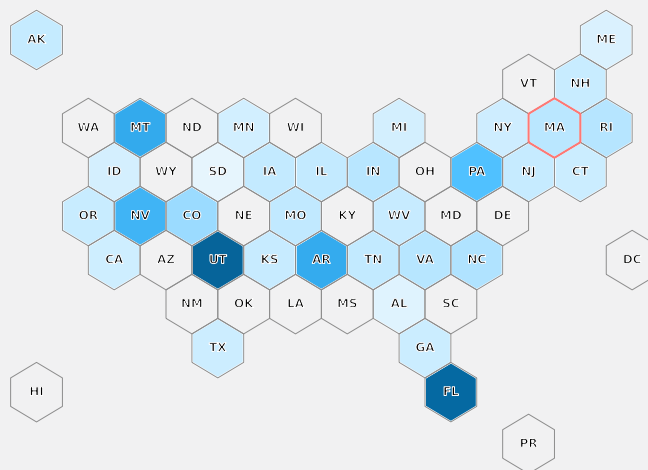 AK ME
VT NH
WA MT ND MN WI MI NY MA RI
ID WY SD IA IL IN OH PA NJ CT
OR NV CO NE MO KY WV MD DE
CA AZ UT KS AR TN VA NC DC
NM OK LA MS AL SC
TX GA
HI FL
PR